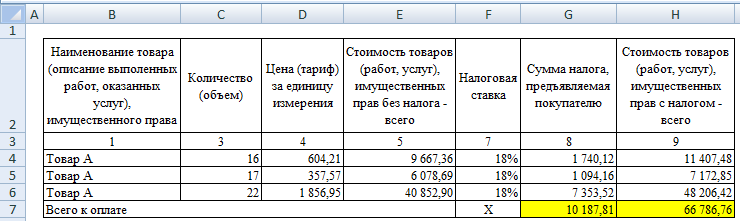 A B C D E F G H
1
Наименование товара (описание выполенных работ, оказанных услуг), имущественного права Количество (объем) Цена (тариф) за единицу измерения Стоимость товаров (работ, услуг), имущественных прав без налога - всего Налоговая ставка Сумма налога, предъявляемая покупателю Стоимость товаров (работ, услуг), имущественных прав с налогом - всего
2
3 1 3 4 5 7 8 9
4 Товар А 16 604,21 9 667,36 18% 1 740,12 11 407,48
5 Товар А 17 357,57 6 078,69 18% 1 094,16 7 172,85
6 Товар А 22 1 856,95 40 852,90 18% 7 353,52 48 206,42
7 Всего к оплате X 10 187,81 66 786,76